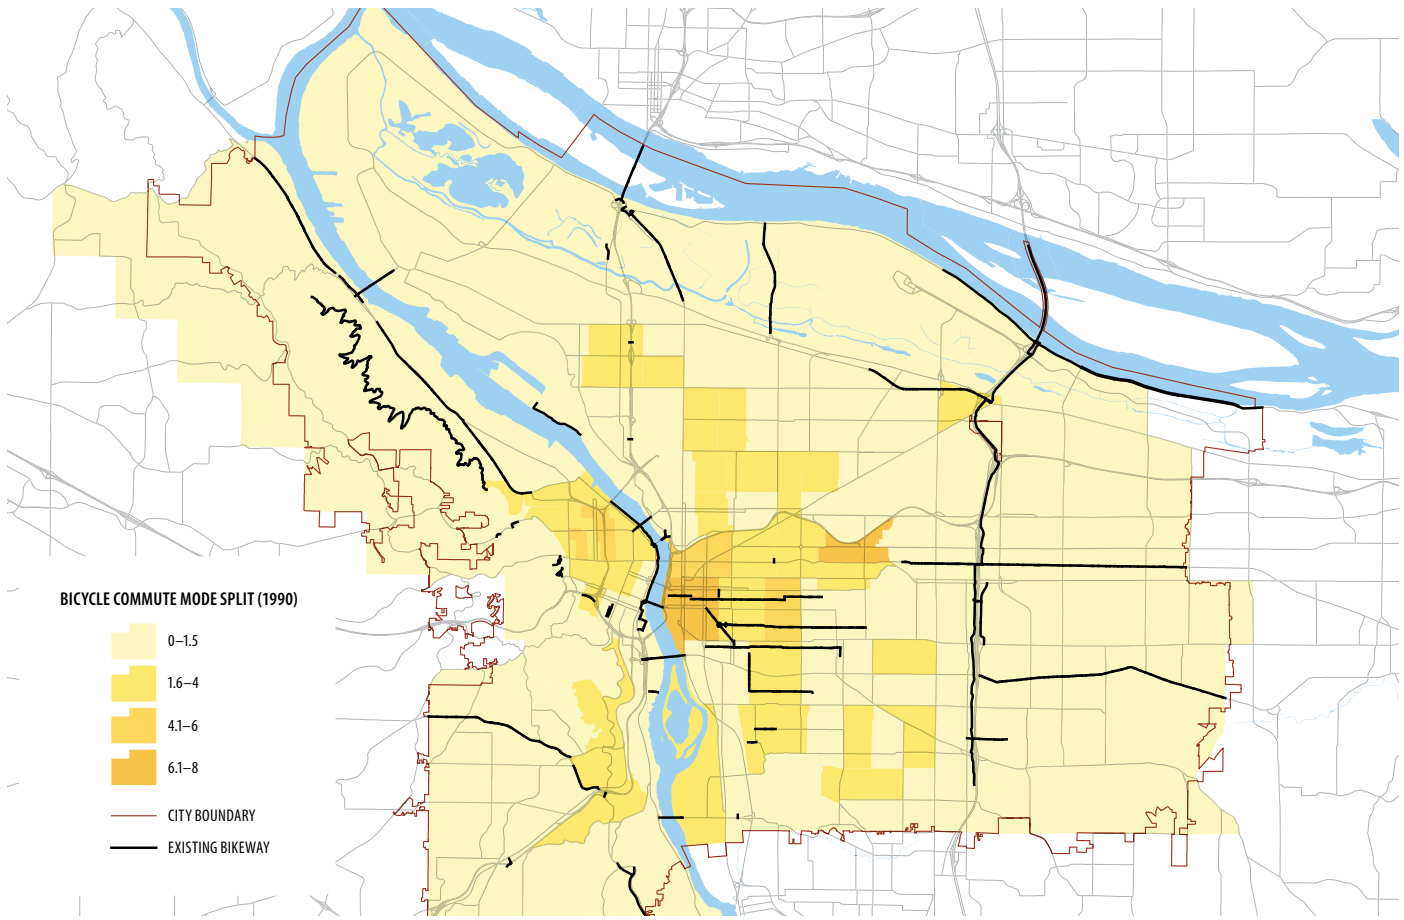 BICYCLE COMMUTE MODE SPLIT (1990)
0–1.5
1.6–4
4.1–6
6.1–8
CITY BOUNDARY
EXISTING BIKEWAY